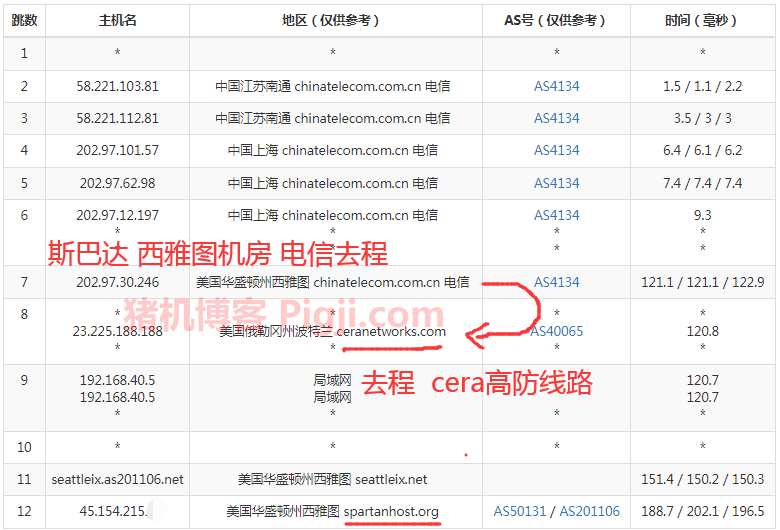 跳数 主机名 地区（仅供参考） AS号（仅供参考） 时间（毫秒）
1 * * * *
2 58.221.103.81 中国江苏南通 chinatelecom.com.cn 电信 AS4134 1.5 / 1.1 / 2.2
3 58.221.112.81 中国江苏南通 chinatelecom.com.cn 电信 AS4134 3.5 / 3 / 3
4 202.97.101.57 中国上海 chinatelecom.com.cn 电信 AS4134 6.4 / 6.1 / 6.2
5 202.97.62.98 中国上海 chinatelecom.com.cn 电信 AS4134 7.4 / 7.4 / 7.4
6 202.97.12.197 中国上海 chinatelecom.com.cn 电信 AS4134 9.3
* * * *
* * * *
斯巴达 西雅图机房 电信去程
7 202.97.30.246 美国华盛顿州西雅图 chinatelecom.com.cn 电信 AS4134 121.1 / 121.1 / 122.9
8 * * * *
猪机博客 Pigji.com
23.225.188.188 美国俄勒冈州波特兰 ceranetworks.com AS40065 120.8
* * * *
9 192.168.40.5 局域网 120.7
192.168.40.5 局域网 120.7
* * * *
去程 cera高防线路
10 * * * *
11 seattleix.as201106.net 美国华盛顿州西雅图 seattleix.net 151.4 / 150.2 / 150.3
12 45.154.215. 美国华盛顿州西雅图 spartanhost.org AS50131 / AS201106 188.7 / 202.1 / 196.5